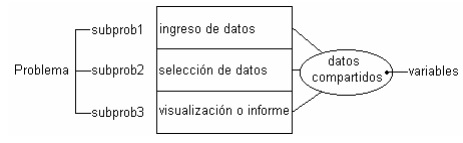 subprob1 ingreso de datos
Problema subprob2 selección de datos datos compartidos variables
subprob3 visualización o informe